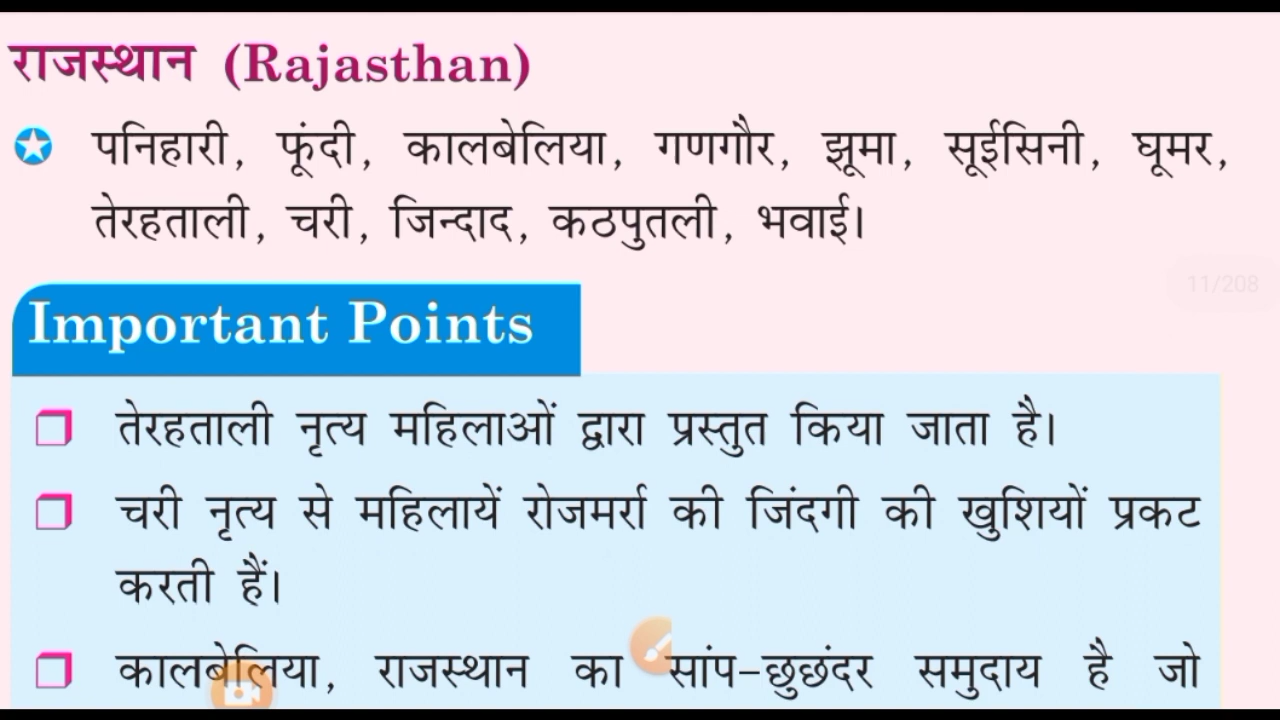 राजस्थान (Rajasthan)
पनिहारी, फूंदी, कालबेलिया, गणगौर, झूमा, सूईसिनी, घूमर,
तेरहताली, चरी, जिन्दाद, कठपुतली, भवाई।
11/208
Important Points
तेरहताली नृत्य महिलाओं द्वारा प्रस्तुत किया जाता है।
चरी नृत्य से महिलायें रोजमर्रा की जिंदगी की खुशियों प्रकट
करती हैं।
कालबेलिया, राजस्थान का सांप-छुछंदर समुदाय है जो